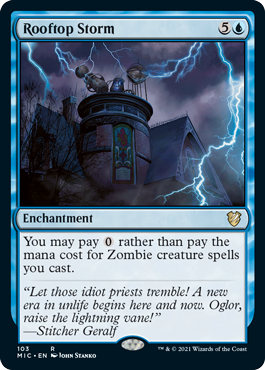 Rooftop Storm 5
Enchantment
You may pay 0 rather than pay the
mana cost for Zombie creature spells
you cast.
“Let those idiot priests tremble! A new
era in unlife begins here and now. Oglor,
raise the lightning vane!”
—Stitcher Geralf
103 R
MIC • EN JOHN STANKO ™ & © 2021 Wizards of the Coast